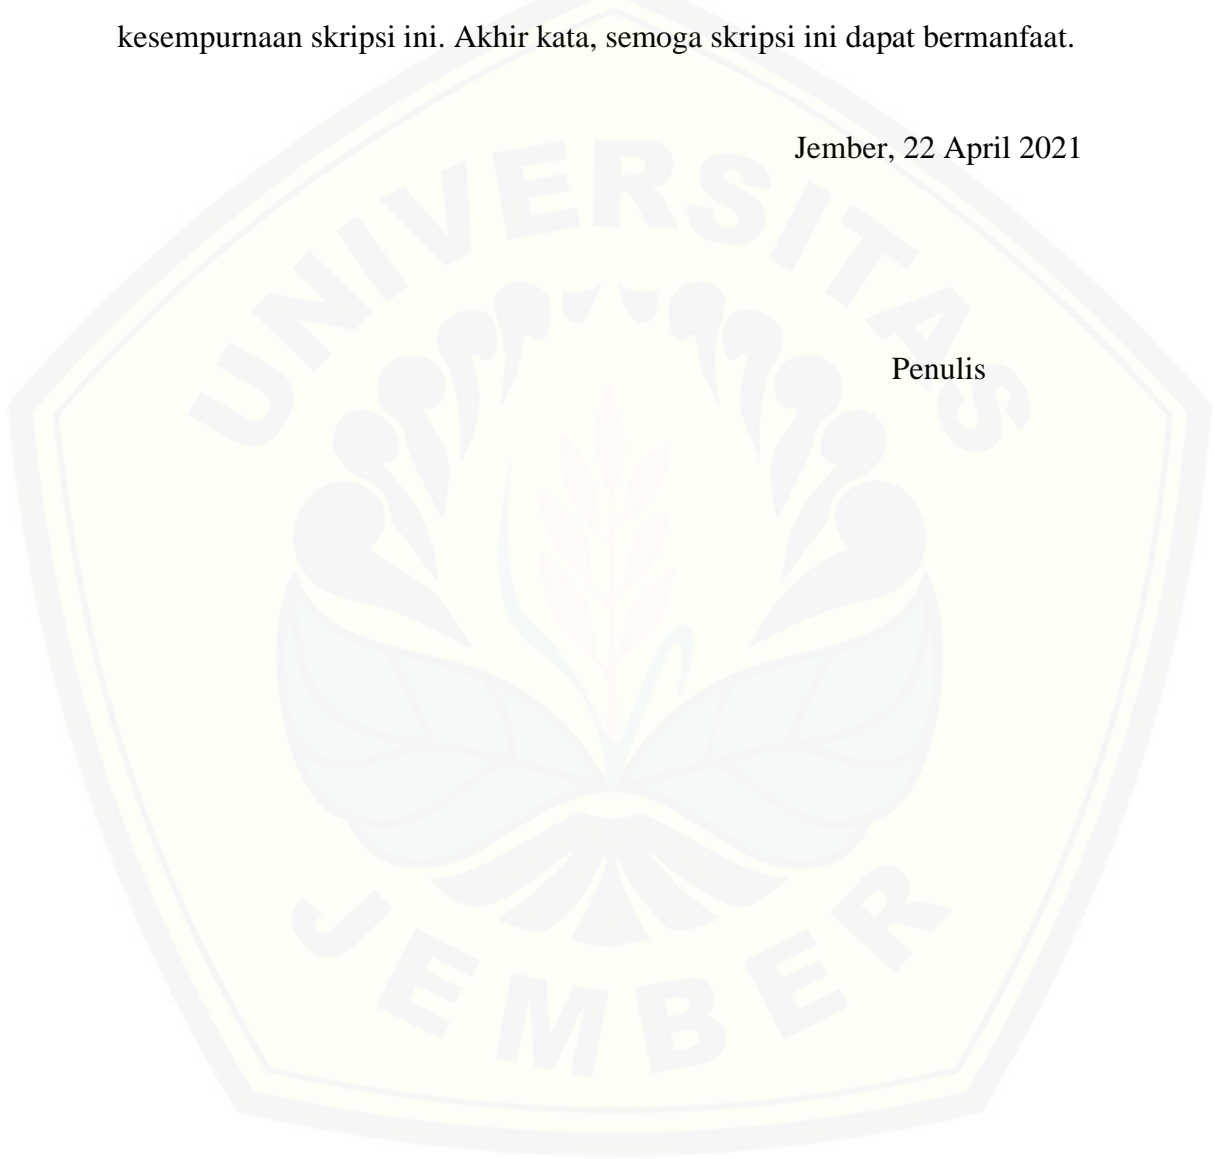 kesempurnaan skripsi ini. Akhir kata, semoga skripsi ini dapat bermanfaat.
Jember, 22 April 2021
UNIVERSITAS
Penulis
JEMBER